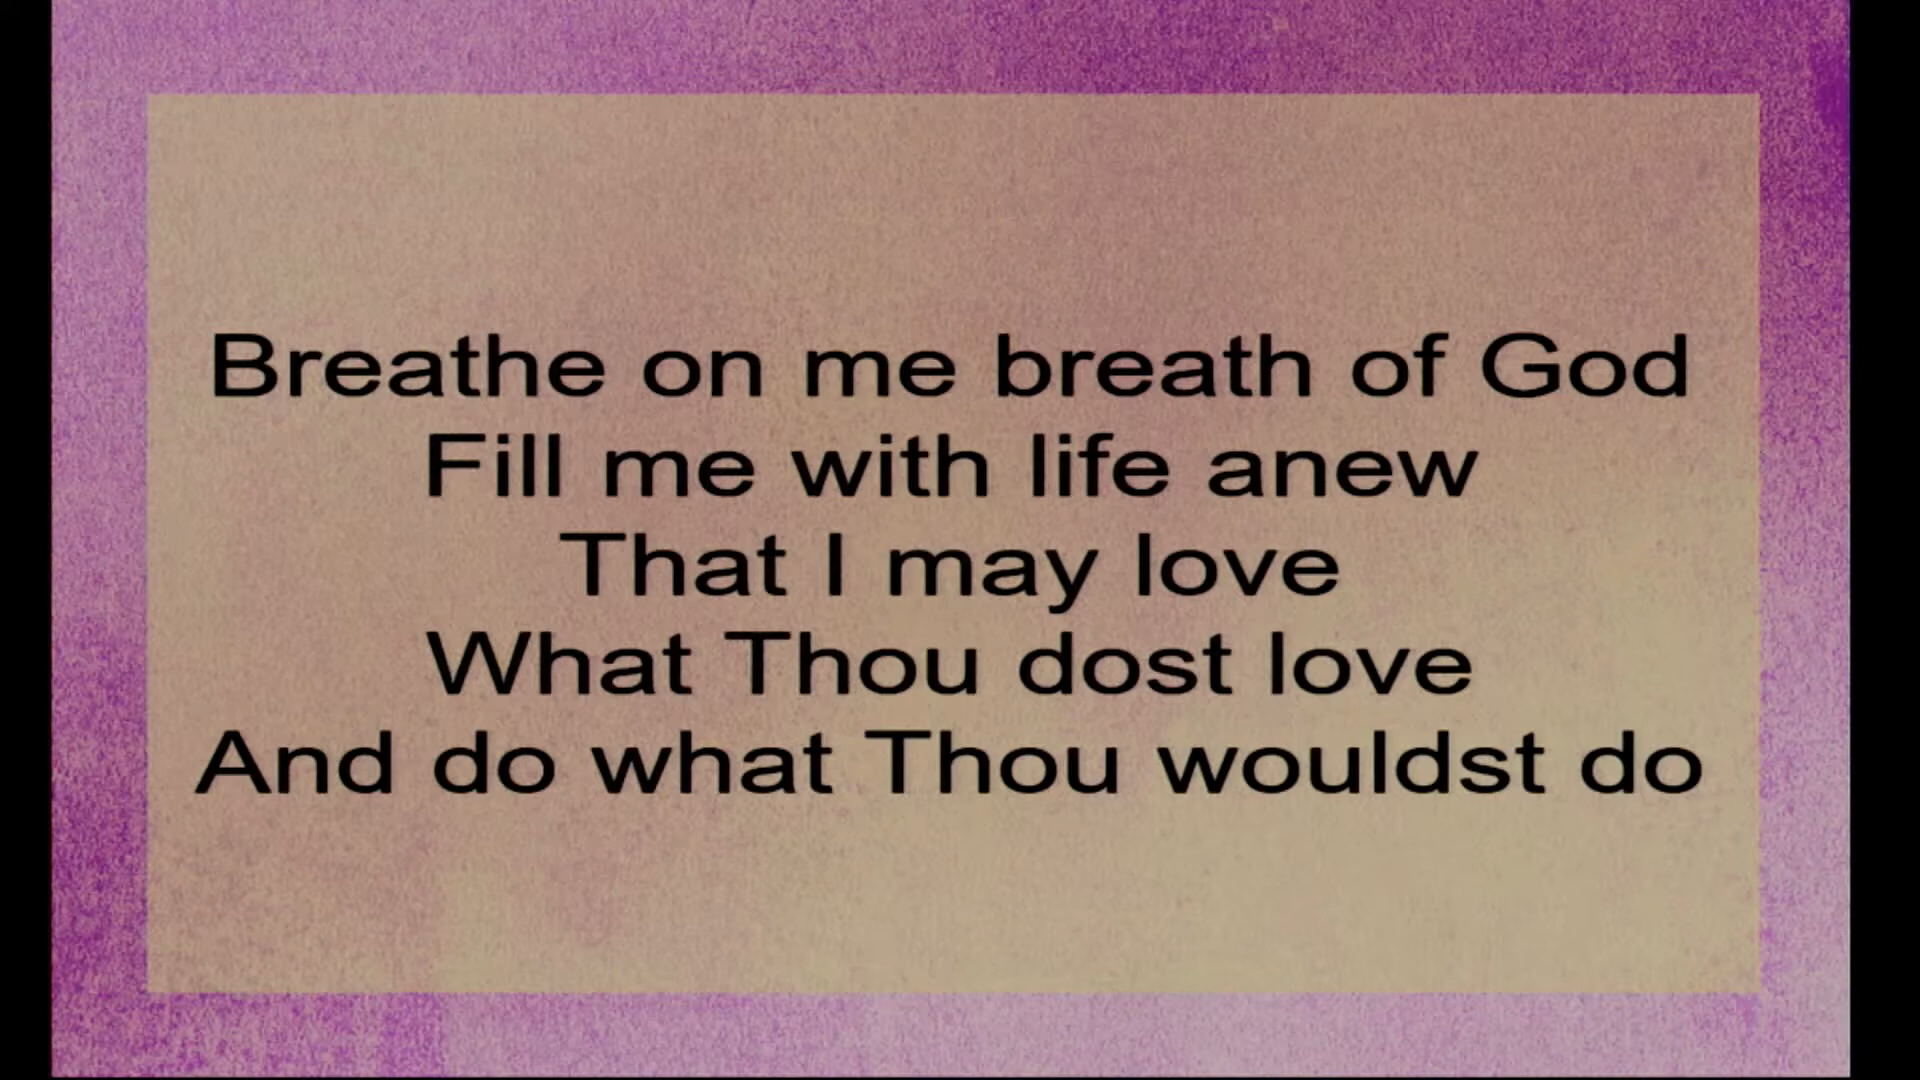 Breathe on me breath of God
Fill me with life anew
That I may love
What Thou dost love
And do what Thou wouldst do